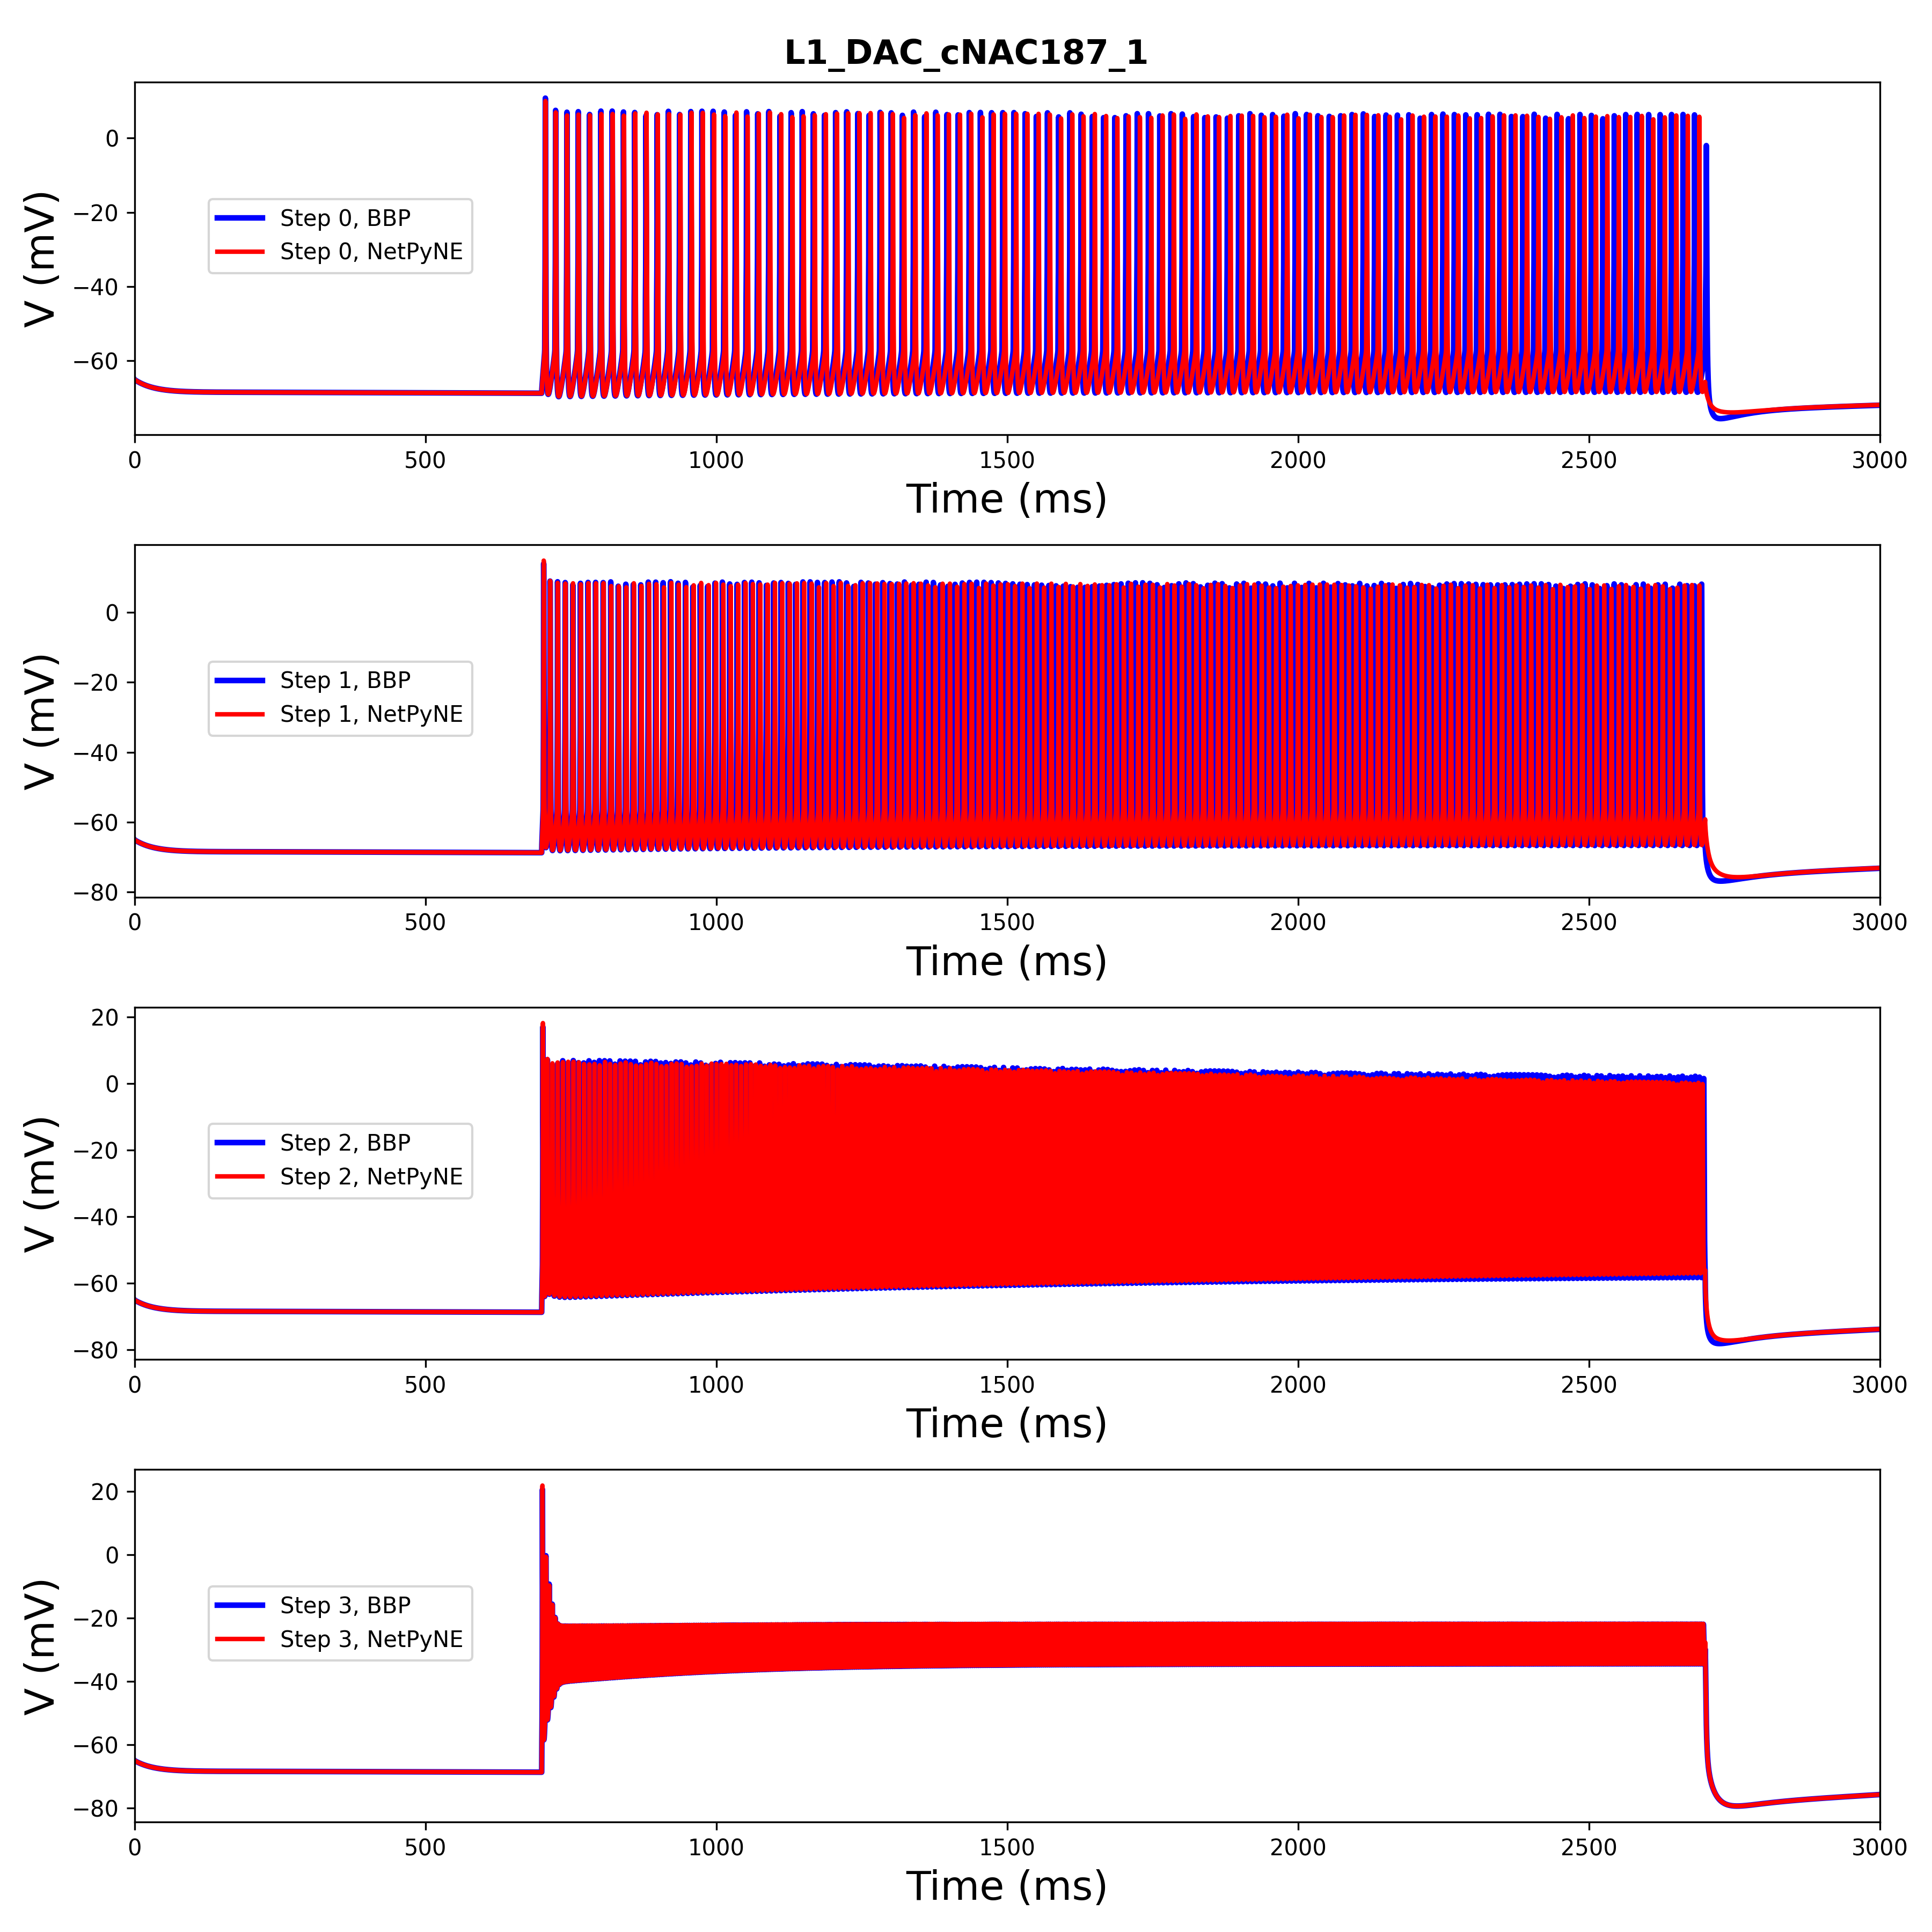 L1_DAC_cNAC187_1
0
−20
−40
−60
V (mV)
Step 0, BBP
Step 0, NetPyNE
0 500 1000 1500 2000 2500 3000
Time (ms)
0
−20
−40
−60
−80
V (mV)
Step 1, BBP
Step 1, NetPyNE
0 500 1000 1500 2000 2500 3000
Time (ms)
20
0
−20
−40
−60
−80
V (mV)
Step 2, BBP
Step 2, NetPyNE
0 500 1000 1500 2000 2500 3000
Time (ms)
20
0
−20
−40
−60
−80
V (mV)
Step 3, BBP
Step 3, NetPyNE
0 500 1000 1500 2000 2500 3000
Time (ms)